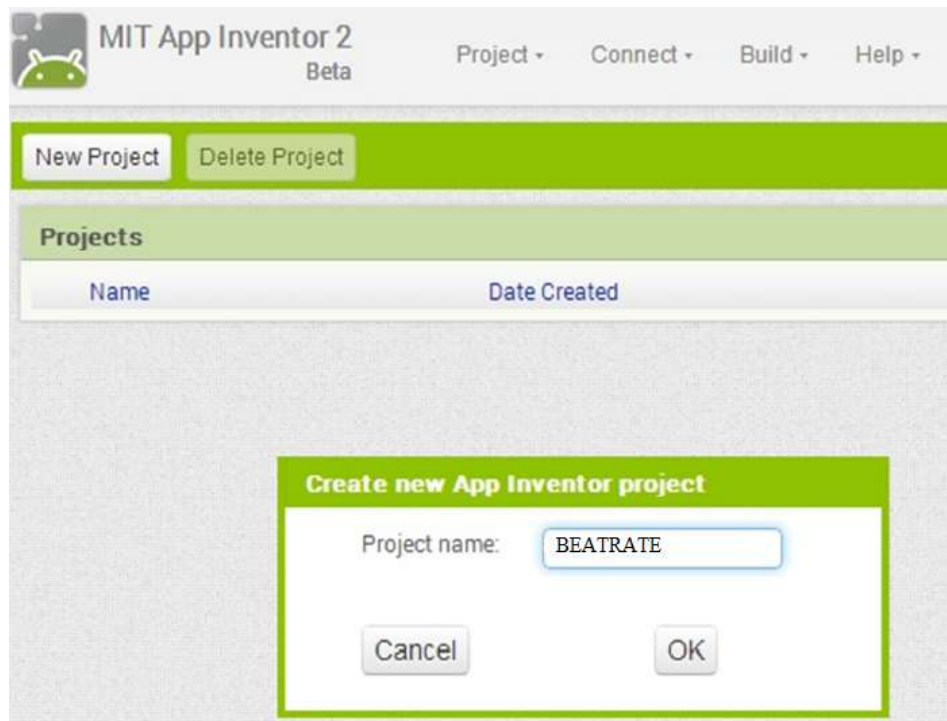 MIT App Inventor 2
Beta
Project Connect Build Help
New Project Delete Project
Projects
Name Date Created
Create new App Inventor project
Project name: BEATRATE
Cancel OK